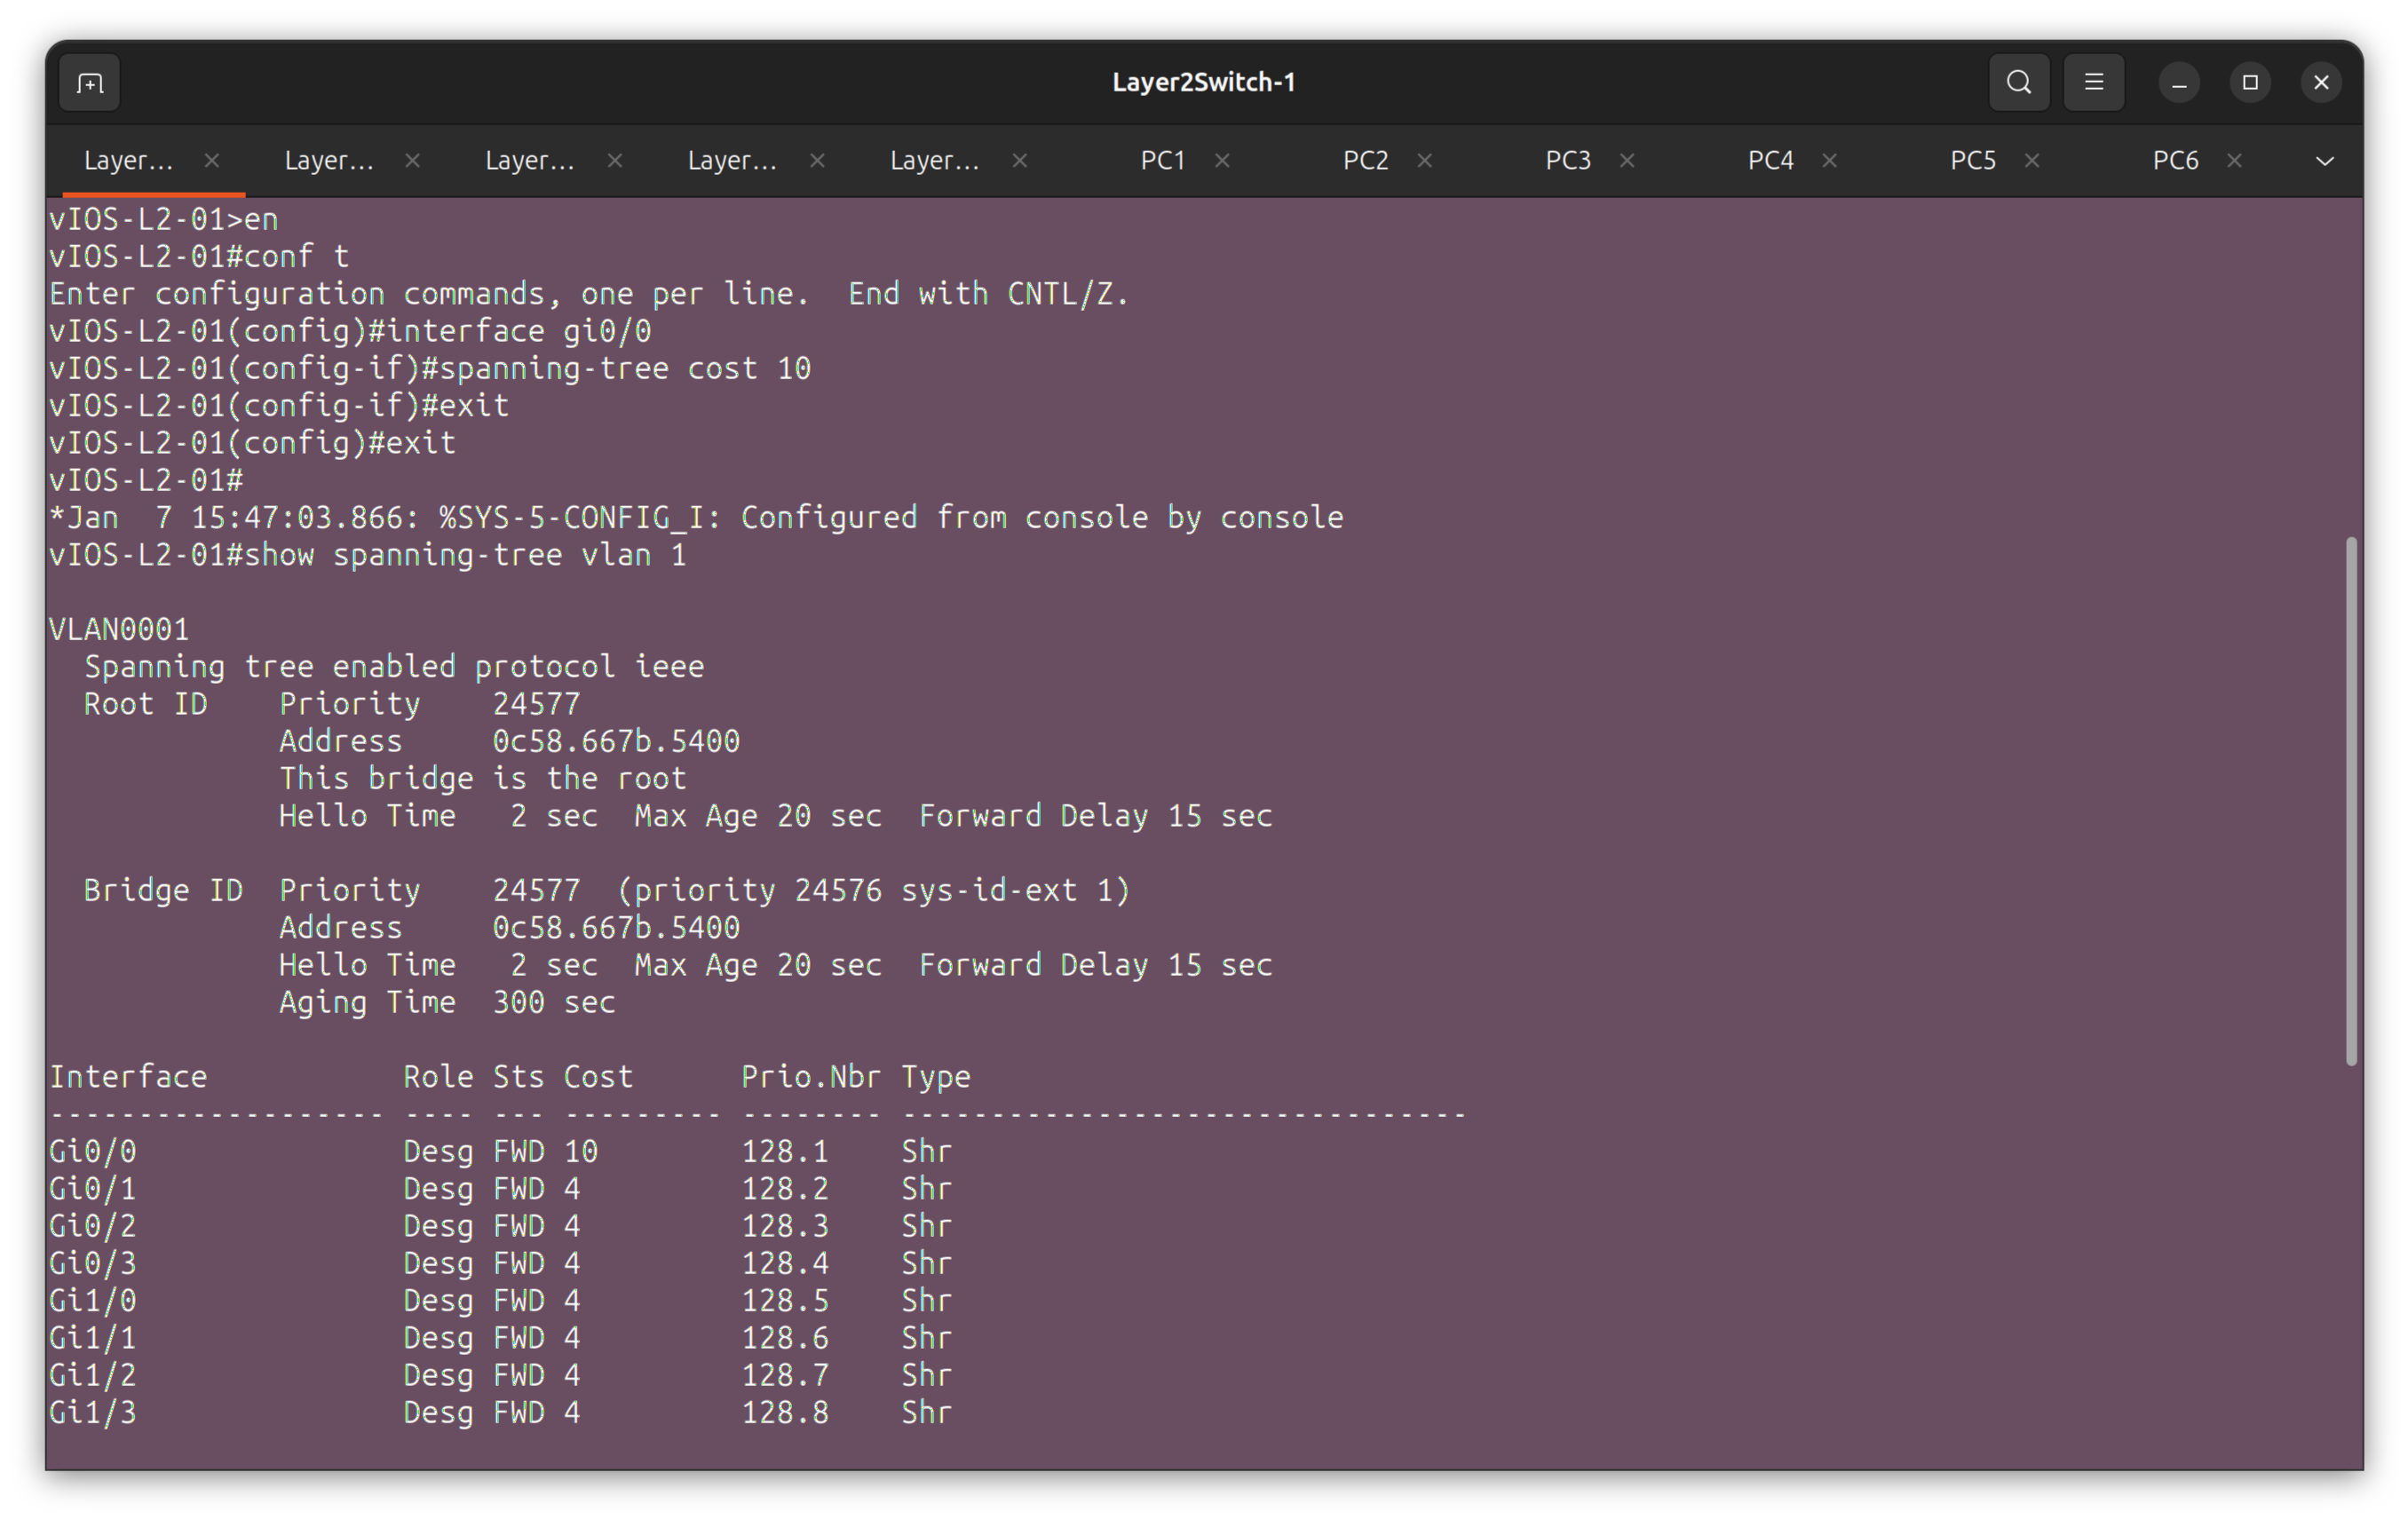 Layer2Switch-1
Layer… Layer… Layer… Layer… Layer… PC1 PC2 PC3 PC4 PC5 PC6
vIOS-L2-01>en
vIOS-L2-01#conf t
Enter configuration commands, one per line.  End with CNTL/Z.
vIOS-L2-01(config)#interface gi0/0
vIOS-L2-01(config-if)#spanning-tree cost 10
vIOS-L2-01(config-if)#exit
vIOS-L2-01(config)#exit
vIOS-L2-01#
*Jan  7 15:47:03.866: %SYS-5-CONFIG_I: Configured from console by console
vIOS-L2-01#show spanning-tree vlan 1
VLAN0001
  Spanning tree enabled protocol ieee
  Root ID    Priority    24577
             Address     0c58.667b.5400
             This bridge is the root
             Hello Time   2 sec  Max Age 20 sec  Forward Delay 15 sec
  Bridge ID  Priority    24577  (priority 24576 sys-id-ext 1)
             Address     0c58.667b.5400
             Hello Time   2 sec  Max Age 20 sec  Forward Delay 15 sec
             Aging Time  300 sec
Interface           Role Sts Cost      Prio.Nbr Type
------------------- ---- --- --------- -------- --------------------------------
Gi0/0               Desg FWD 10        128.1    Shr
Gi0/1               Desg FWD 4         128.2    Shr
Gi0/2               Desg FWD 4         128.3    Shr
Gi0/3               Desg FWD 4         128.4    Shr
Gi1/0               Desg FWD 4         128.5    Shr
Gi1/1               Desg FWD 4         128.6    Shr
Gi1/2               Desg FWD 4         128.7    Shr
Gi1/3               Desg FWD 4         128.8    Shr